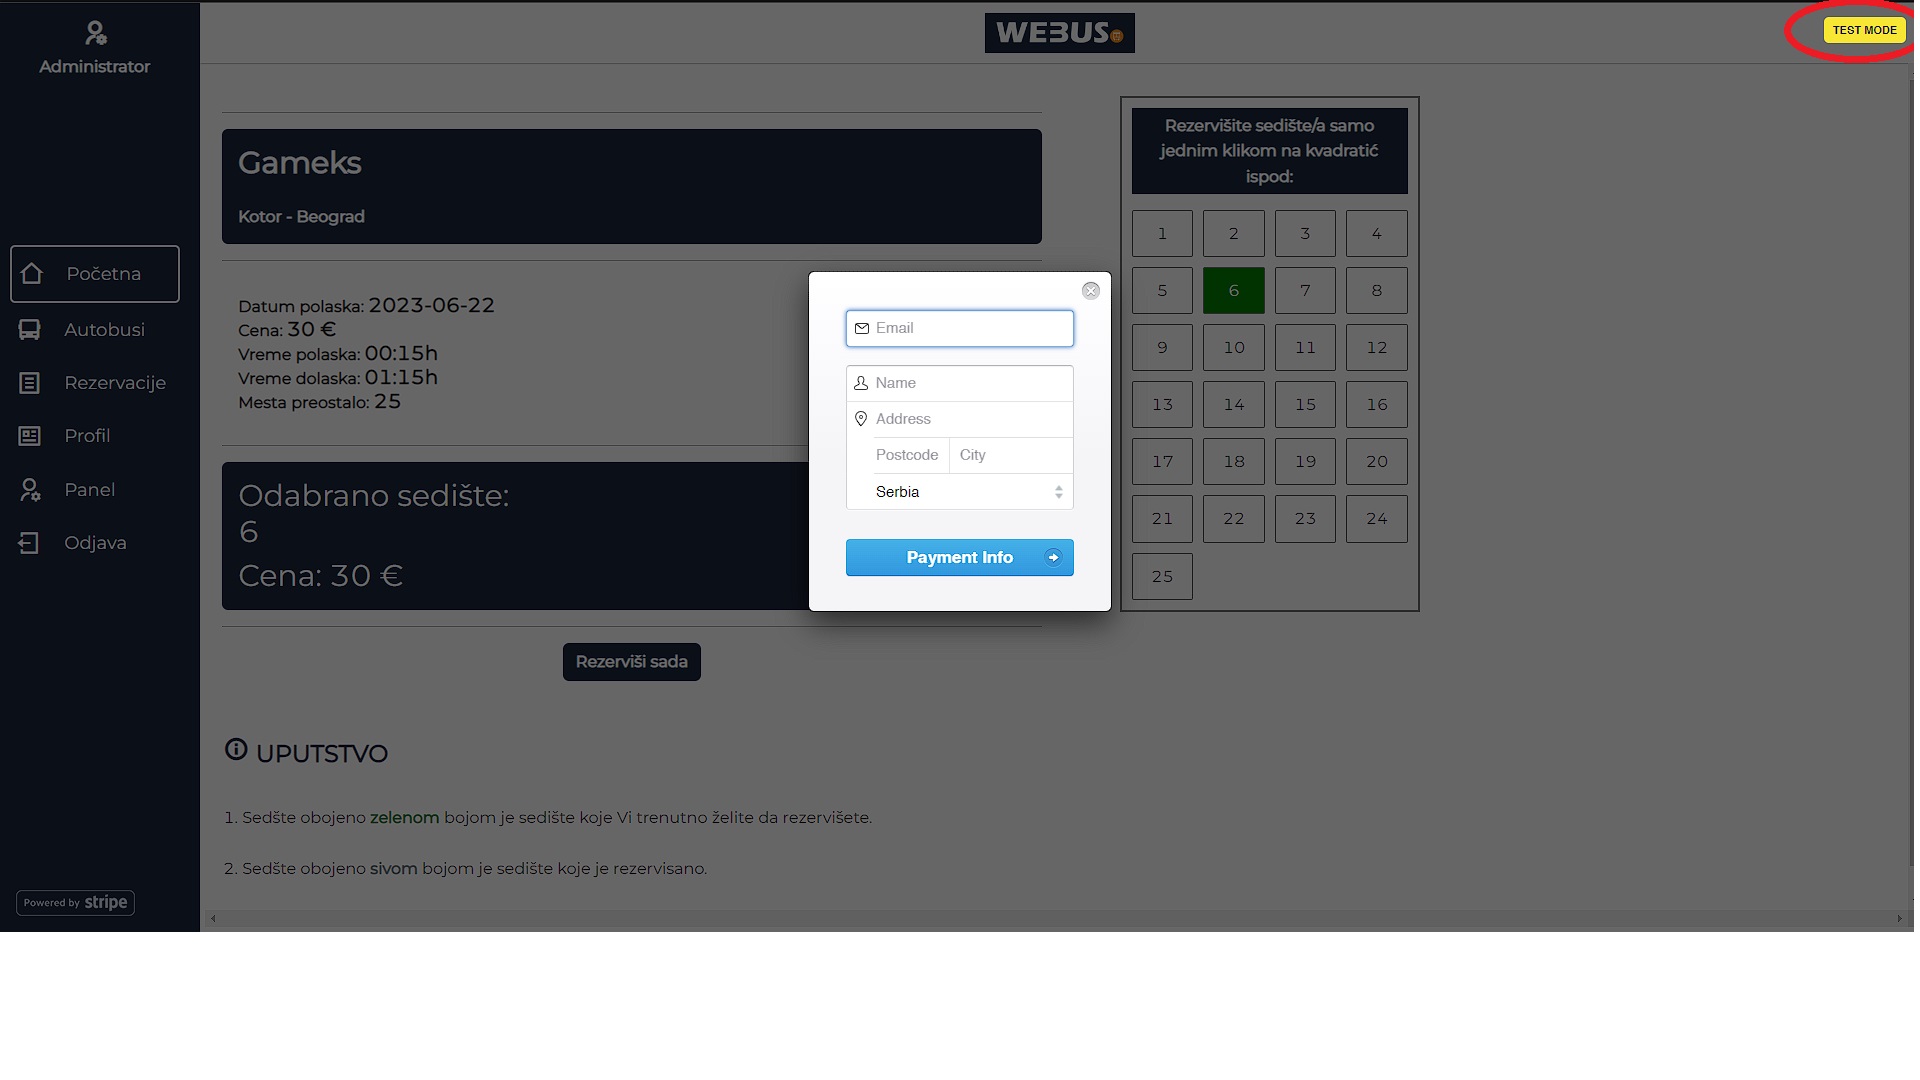 Administrator
WEBUS
TEST MODE
Gameks
Kotor - Beograd
Datum polaska: 2023-06-22
Cena: 30 €
Vreme polaska: 00:15h
Vreme dolaska: 01:15h
Mesta preostalo: 25
Odabrano sedište:
6
Cena: 30 €
Rezerviši sada
Početna
Autobusi
Rezervacije
Profil
Panel
Odjava
Email
Name
Address
Postcode City
Serbia
Payment Info
Rezervišite sedište/a samo
jednim klikom na kvadratić
ispod:
1 2 3 4
5 6 7 8
9 10 11 12
13 14 15 16
17 18 19 20
21 22 23 24
25
UPUTSTVO
1. Sedšte obojeno zelenom bojom je sedište koje Vi trenutno želite da rezervišete.
2. Sedšte obojeno sivom bojom je sedište koje je rezervisano.
Powered by stripe